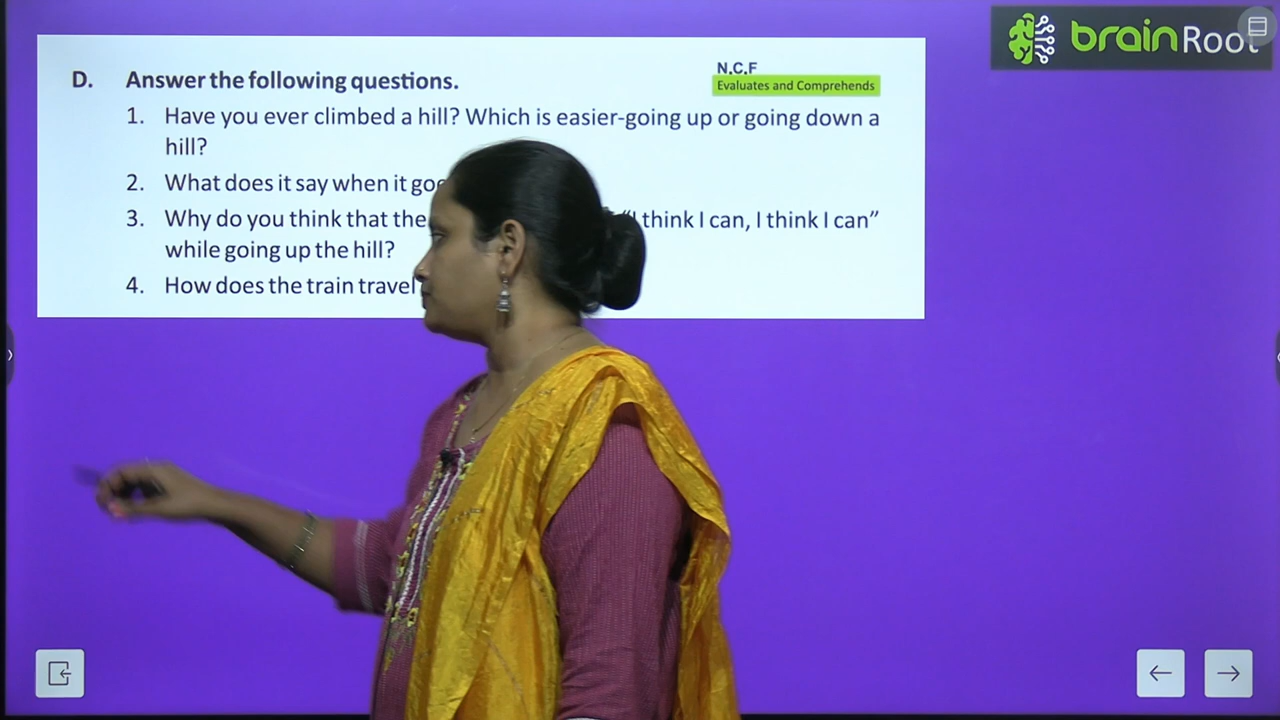 brainRoot
D. Answer the following questions.
N.C.F
Evaluates and Comprehends
1. Have you ever climbed a hill? Which is easier-going up or going down a
hill?
2. What does it say when it
3. Why do you think that the "I think I can, I think I can"
while going up the hill?
4. How does the train travel